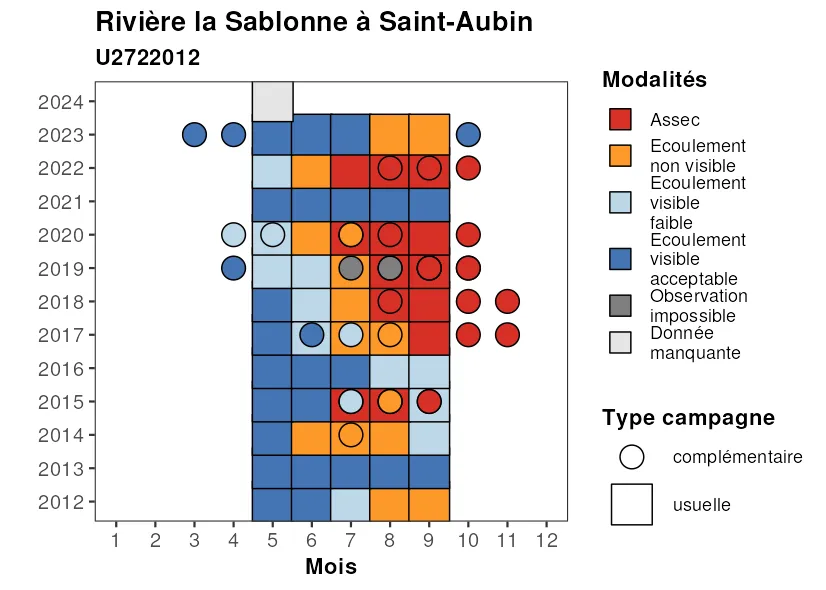 Rivière la Sablonne à Saint-Aubin
U2722012
2024
2023
2022
2021
2020
2019
2018
2017
2016
2015
2014
2013
2012
1 2 3 4 5 6 7 8 9 10 11 12
Mois
Modalités
Assec
Ecoulement
non visible
Ecoulement
visible
faible
Ecoulement
visible
acceptable
Observation
impossible
Donnée
manquante
Type campagne
complémentaire
usuelle